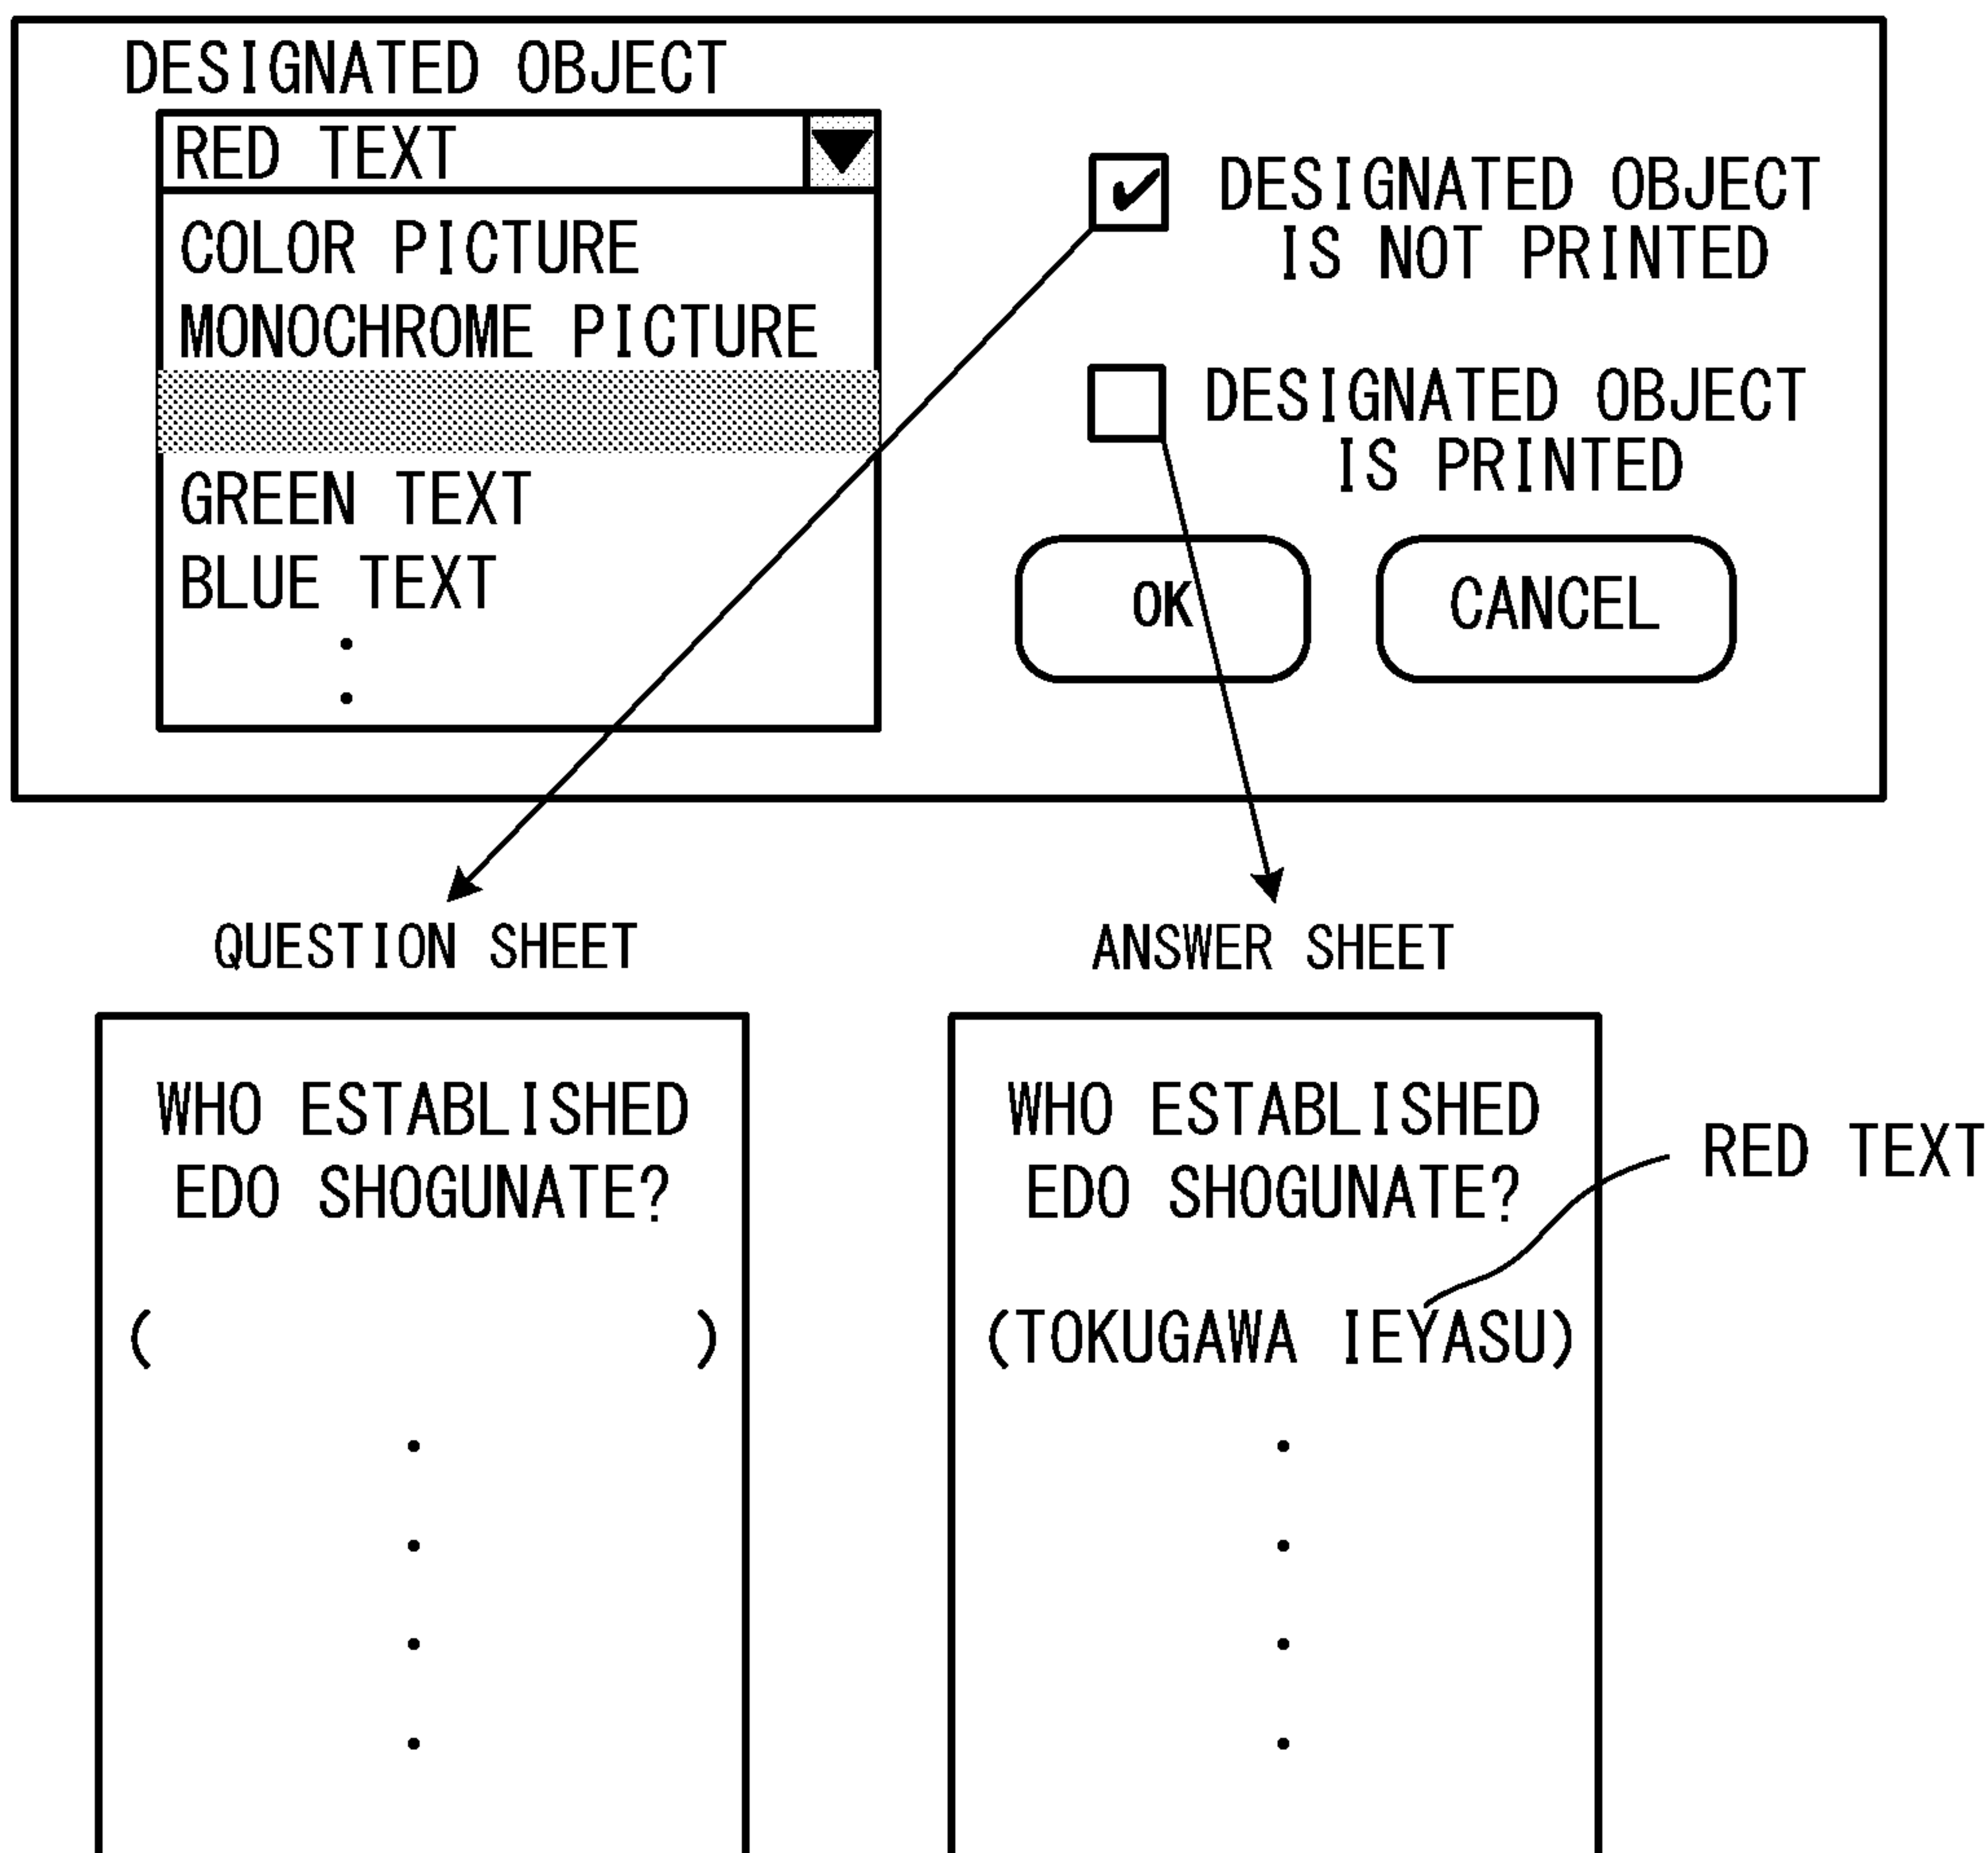 DESIGNATED OBJECT
RED TEXT
COLOR PICTURE
MONOCHROME PICTURE
GREEN TEXT
BLUE TEXT
DESIGNATED OBJECT
IS NOT PRINTED
DESIGNATED OBJECT
IS PRINTED
OK
CANCEL
QUESTION SHEET
WHO ESTABLISHED
EDO SHOGUNATE?
( )
ANSWER SHEET
WHO ESTABLISHED
EDO SHOGUNATE?
(TOKUGAWA IEYASU)
RED TEXT